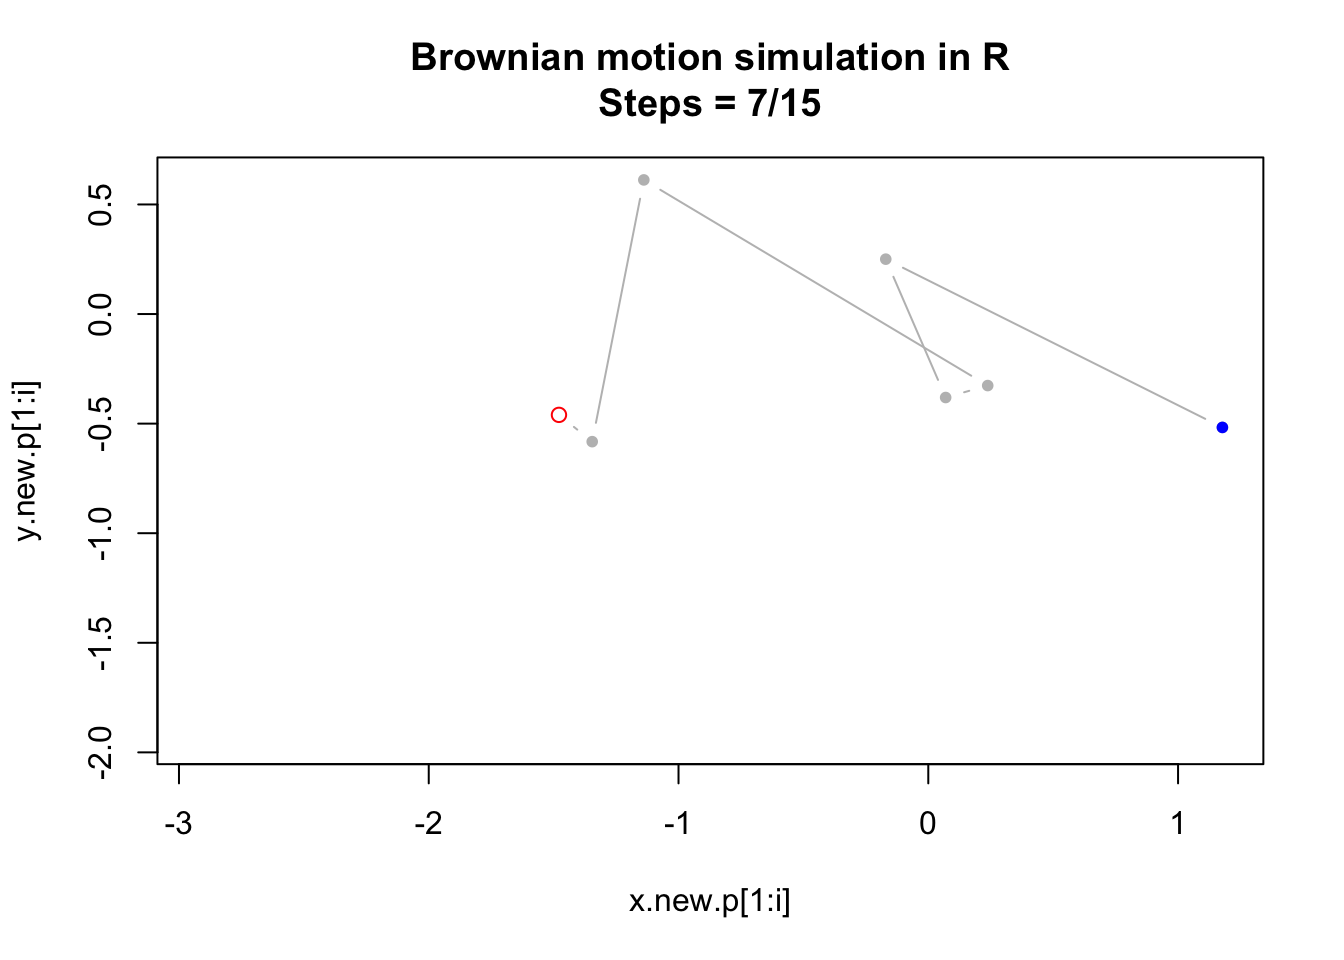 Brownian motion simulation in R
Steps = 7/15
y.new.p[1:i]
0.5
0.0
-0.5
-1.0
-1.5
-2.0
-3 -2 -1 0 1
x.new.p[1:i]